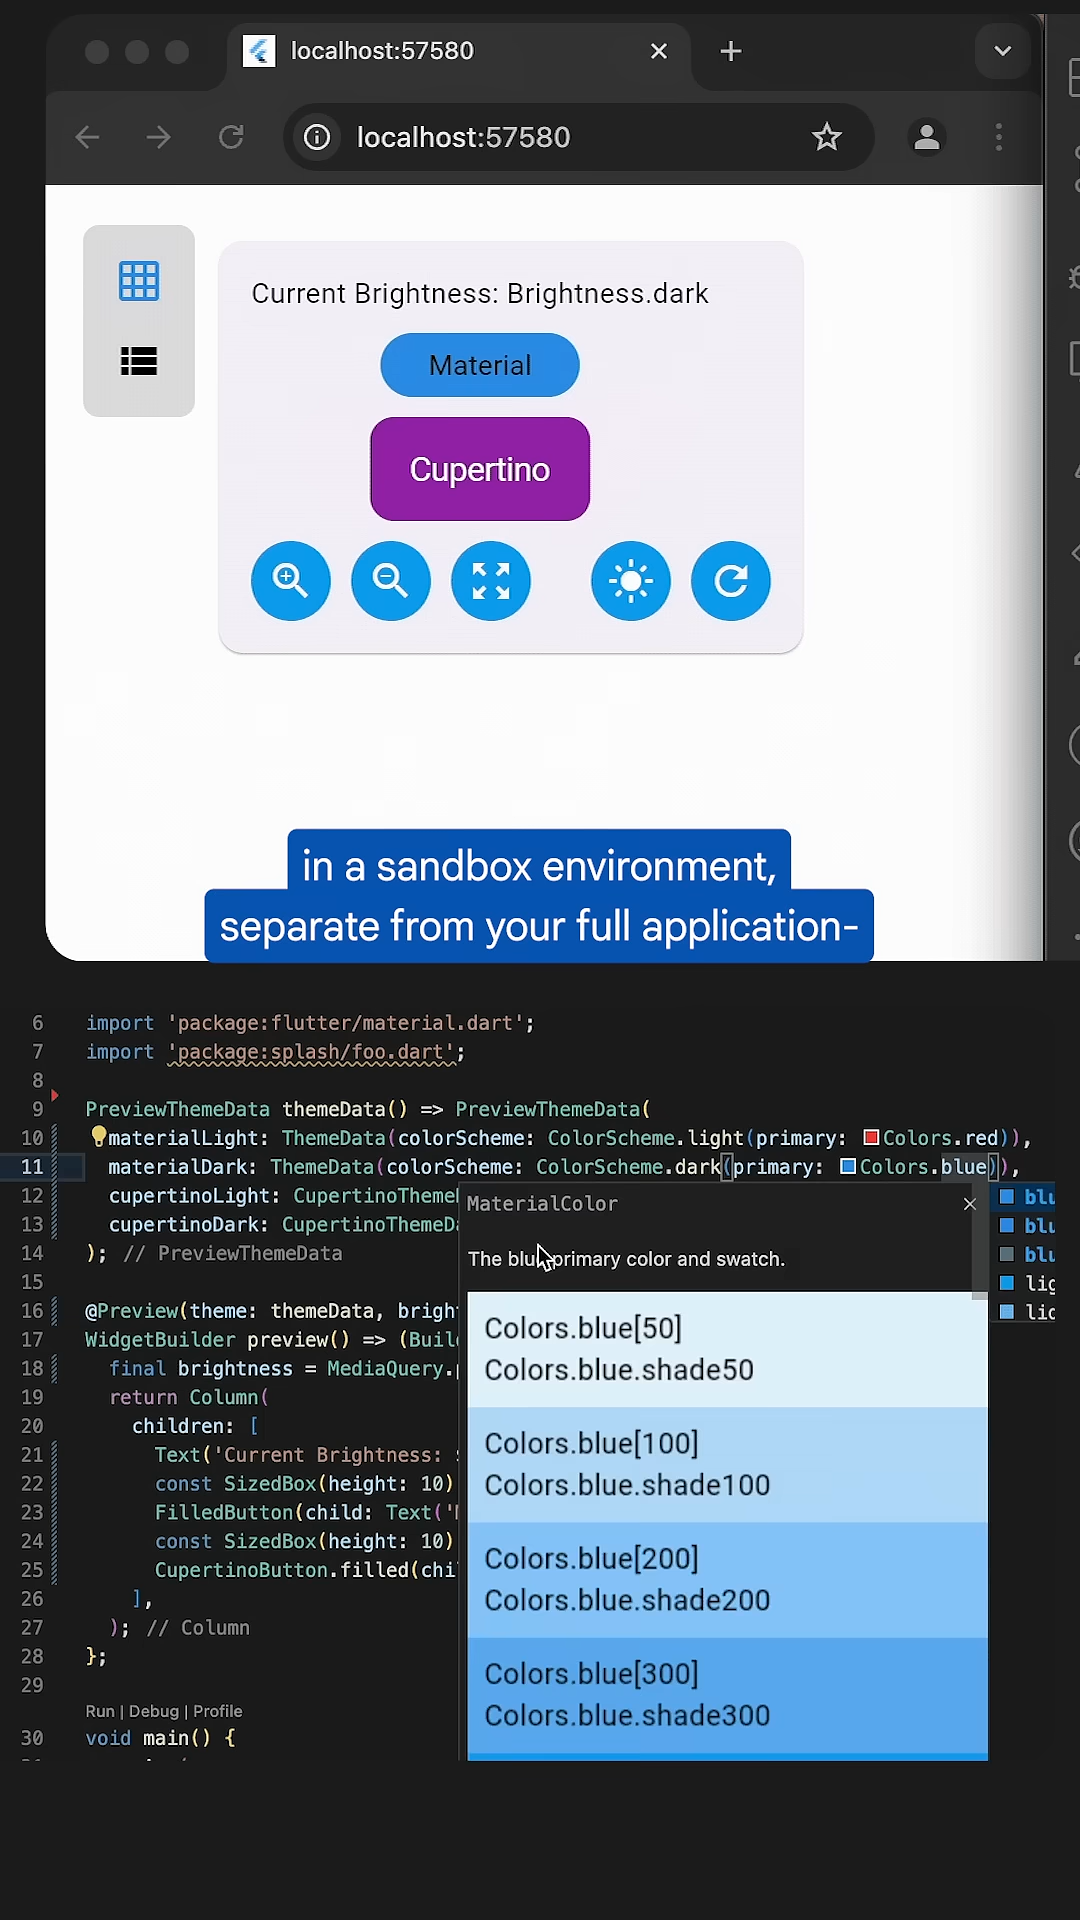 localhost:57580
localhost:57580
Current Brightness: Brightness.dark
Material
Cupertino
in a sandbox environment,
separate from your full application-
6 import 'package:flutter/material.dart';
7 import 'package:splash/foo.dart';
8
9 PreviewThemeData themeData() => PreviewThemeData(
10 materialLight: ThemeData(colorScheme: ColorScheme.light(primary: Colors.red)),
11 materialDark: ThemeData(colorScheme: ColorScheme.dark(primary: Colors.blue)),
12 cupertinoLight: CupertinoTheme
13 cupertinoDark: CupertinoThemeDa
14 ); // PreviewThemeData
15
16 @Preview(theme: themeData, brigh
17 WidgetBuilder preview() => (Buil
18 final brightness = MediaQuery.
19 return Column(
20 children: [
21 Text('Current Brightness:
22 const SizedBox(height: 10)
23 FilledButton(child: Text('
24 const SizedBox(height: 10)
25 CupertinoButton.filled(chi
26 ],
27 ); // Column
28 };
29
Run | Debug | Profile
30 void main() {
MaterialColor
The blue primary color and swatch.
Colors.blue[50]
Colors.blue.shade50
Colors.blue[100]
Colors.blue.shade100
Colors.blue[200]
Colors.blue.shade200
Colors.blue[300]
Colors.blue.shade300
blu
blu
blu
lig